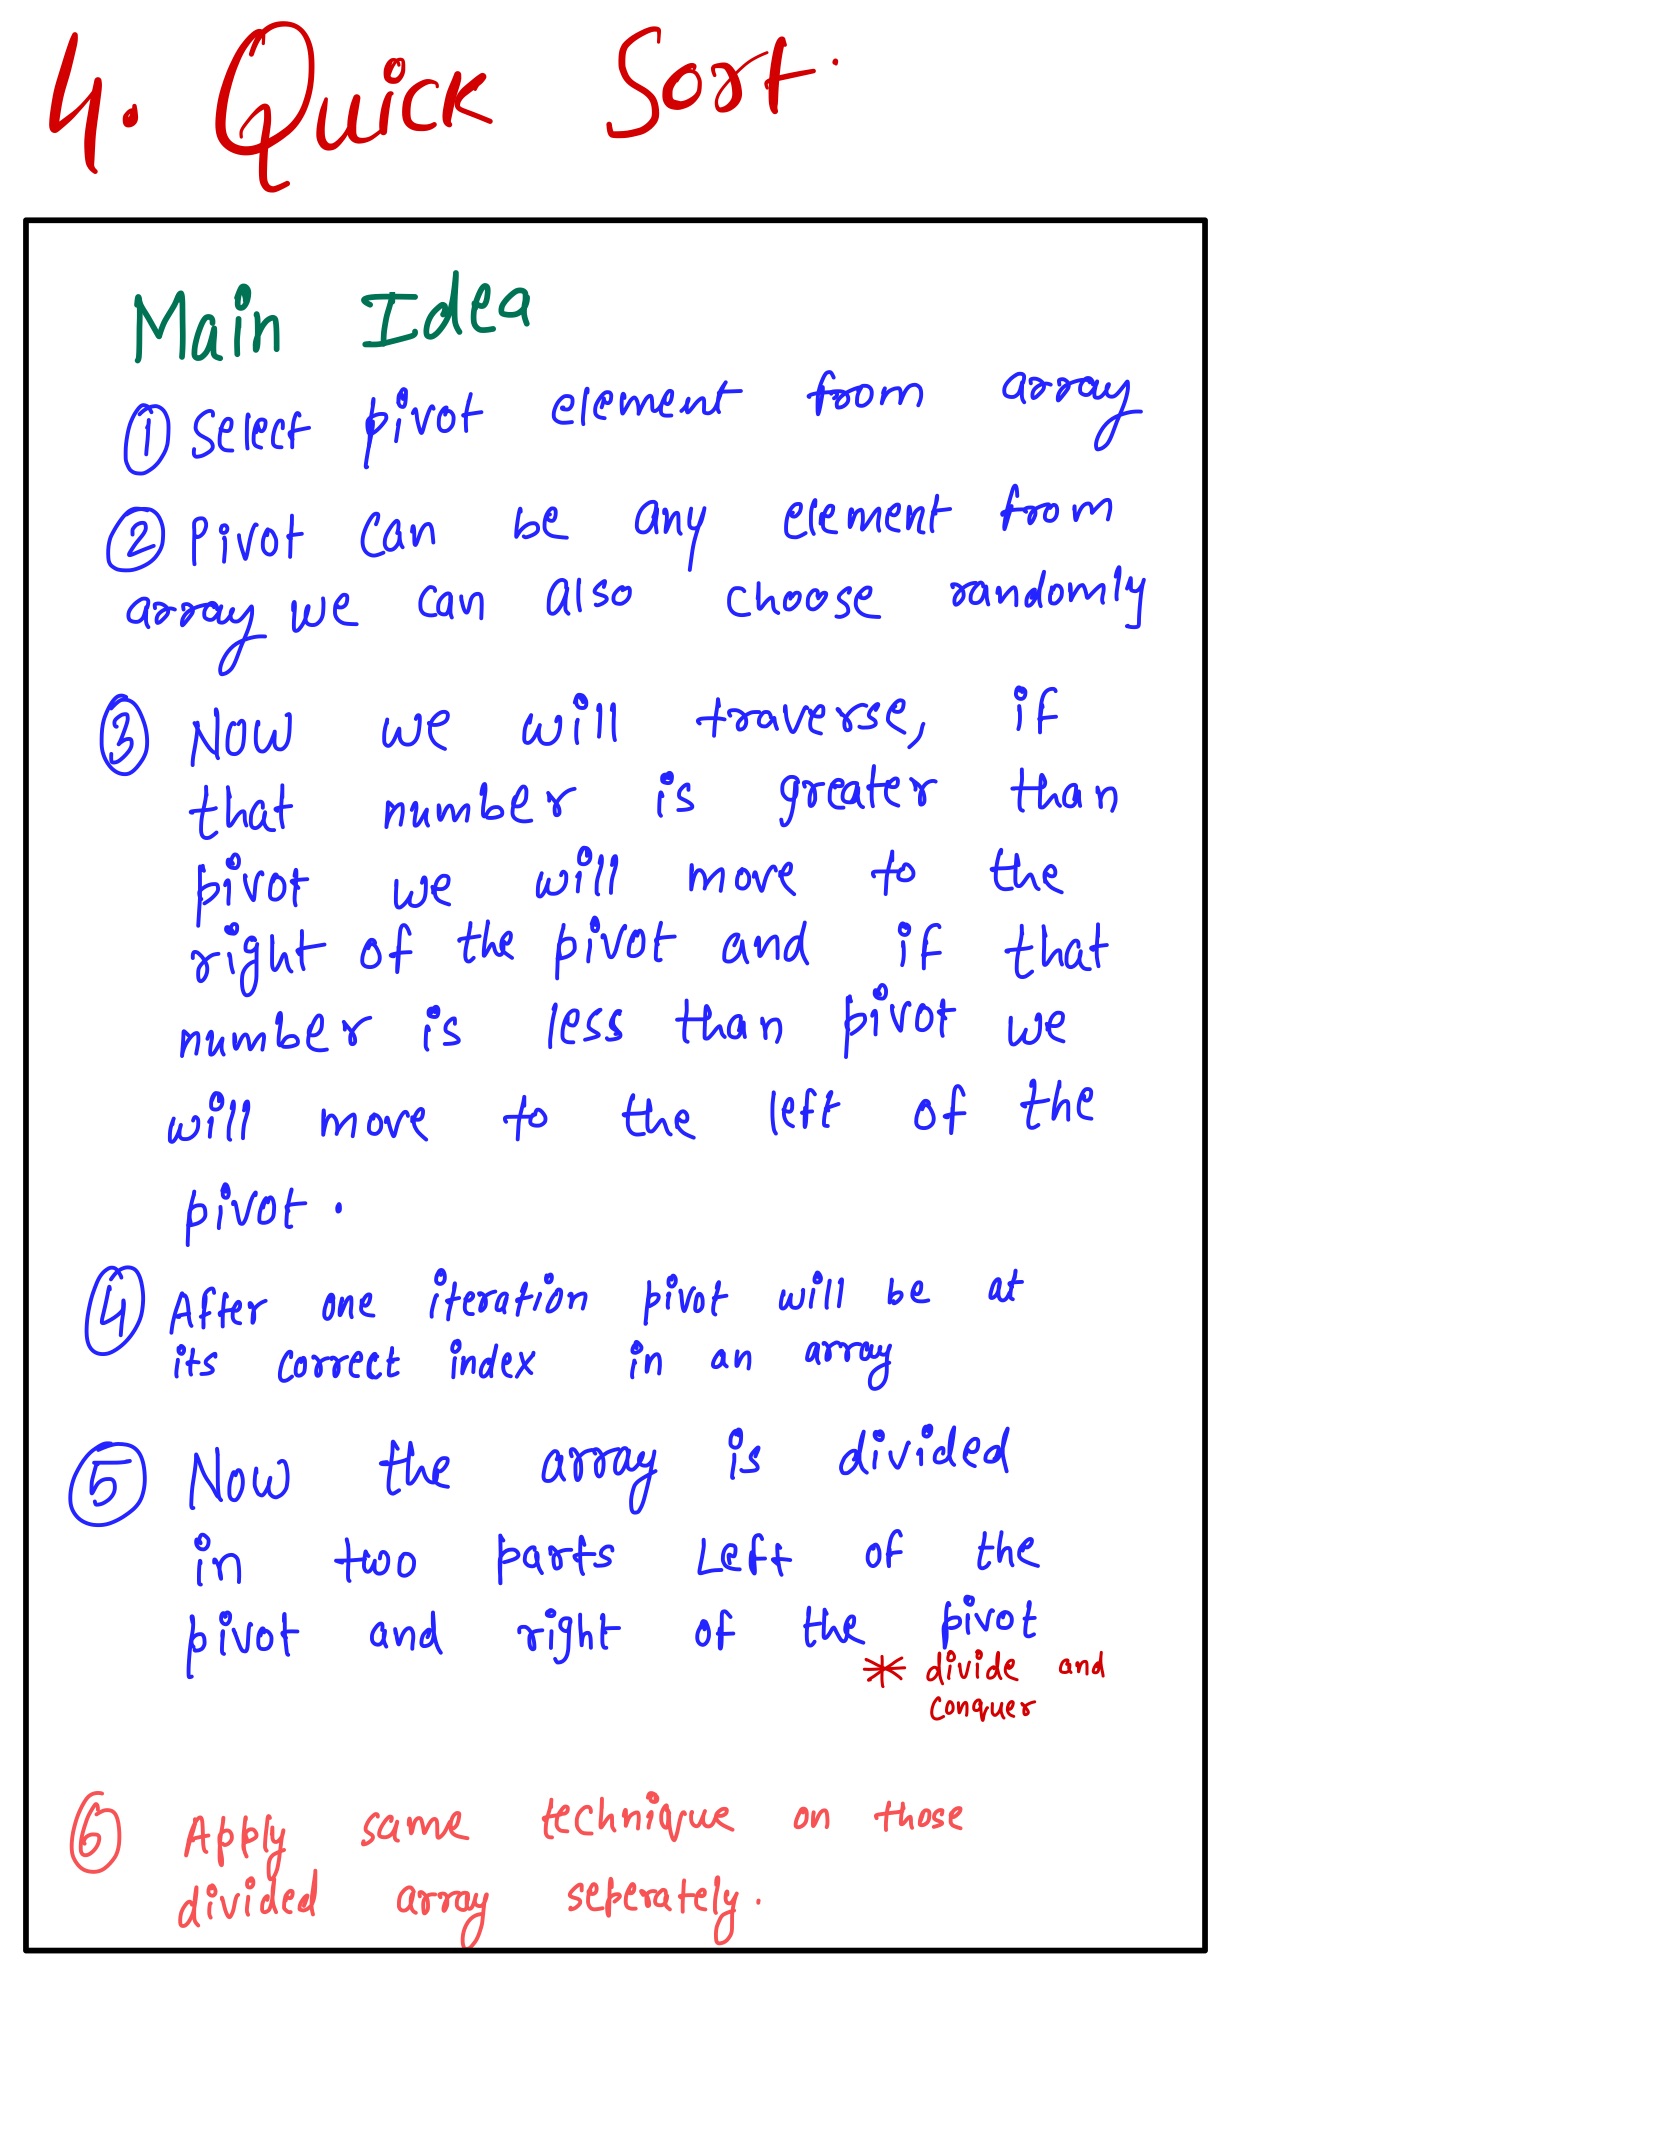 4. Quick Sort.
Main Idea
① Select pivot element from array
② Pivot can be any element from
array we can also choose randomly
③ Now we will traverse, if
that number is greater than
pivot we will move to the
right of the pivot and if that
number is less than pivot we
will move to the left of the
pivot.
④ After one iteration pivot will be at
its correct index in an array
⑤ Now the array is divided
in two parts Left of the
pivot and right of the pivot
* divide and
conquer
⑥ Apply same technique on those
divided array seperately.